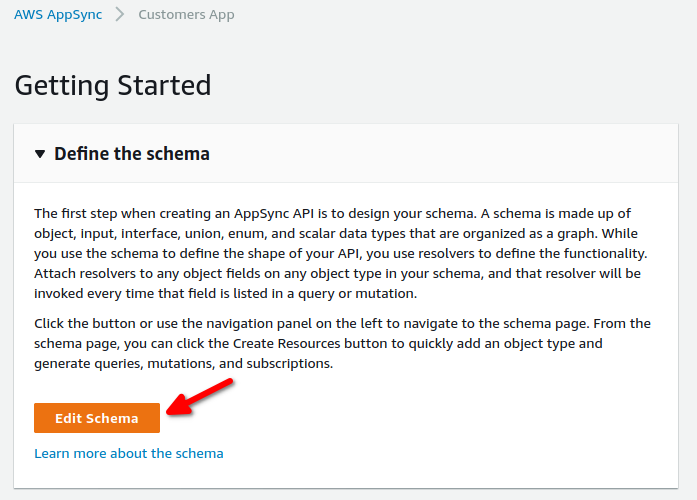 AWS AppSync > Customers App
Getting Started
Define the schema
The first step when creating an AppSync API is to design your schema. A schema is made up of
object, input, interface, union, enum, and scalar data types that are organized as a graph. While
you use the schema to define the shape of your API, you use resolvers to define the functionality.
Attach resolvers to any object fields on any object type in your schema, and that resolver will be
invoked every time that field is listed in a query or mutation.
Click the button or use the navigation panel on the left to navigate to the schema page. From the
schema page, you can click the Create Resources button to quickly add an object type and
generate queries, mutations, and subscriptions.
Edit Schema
Learn more about the schema